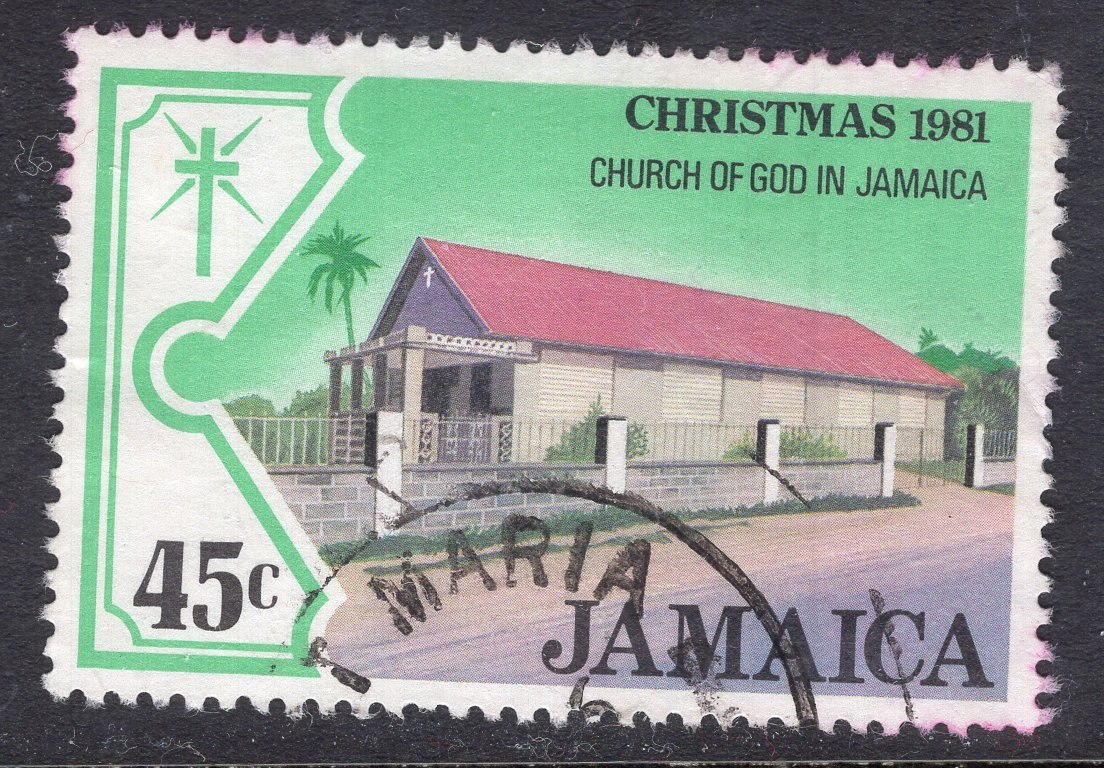 CHRISTMAS 1981
CHURCH OF GOD IN JAMAICA
45c
MARIA
JAMAICA